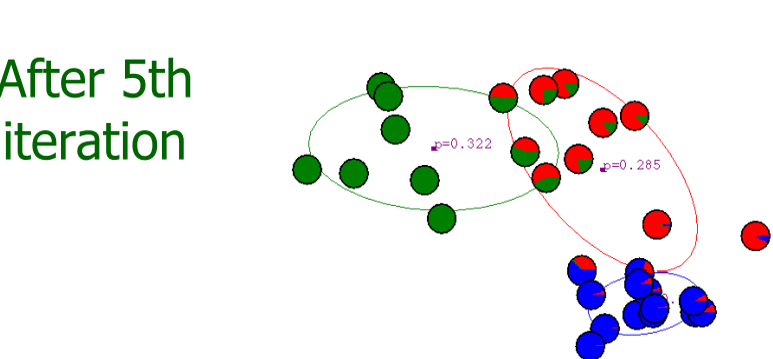 After 5th
iteration
p=0.322
p=0.285